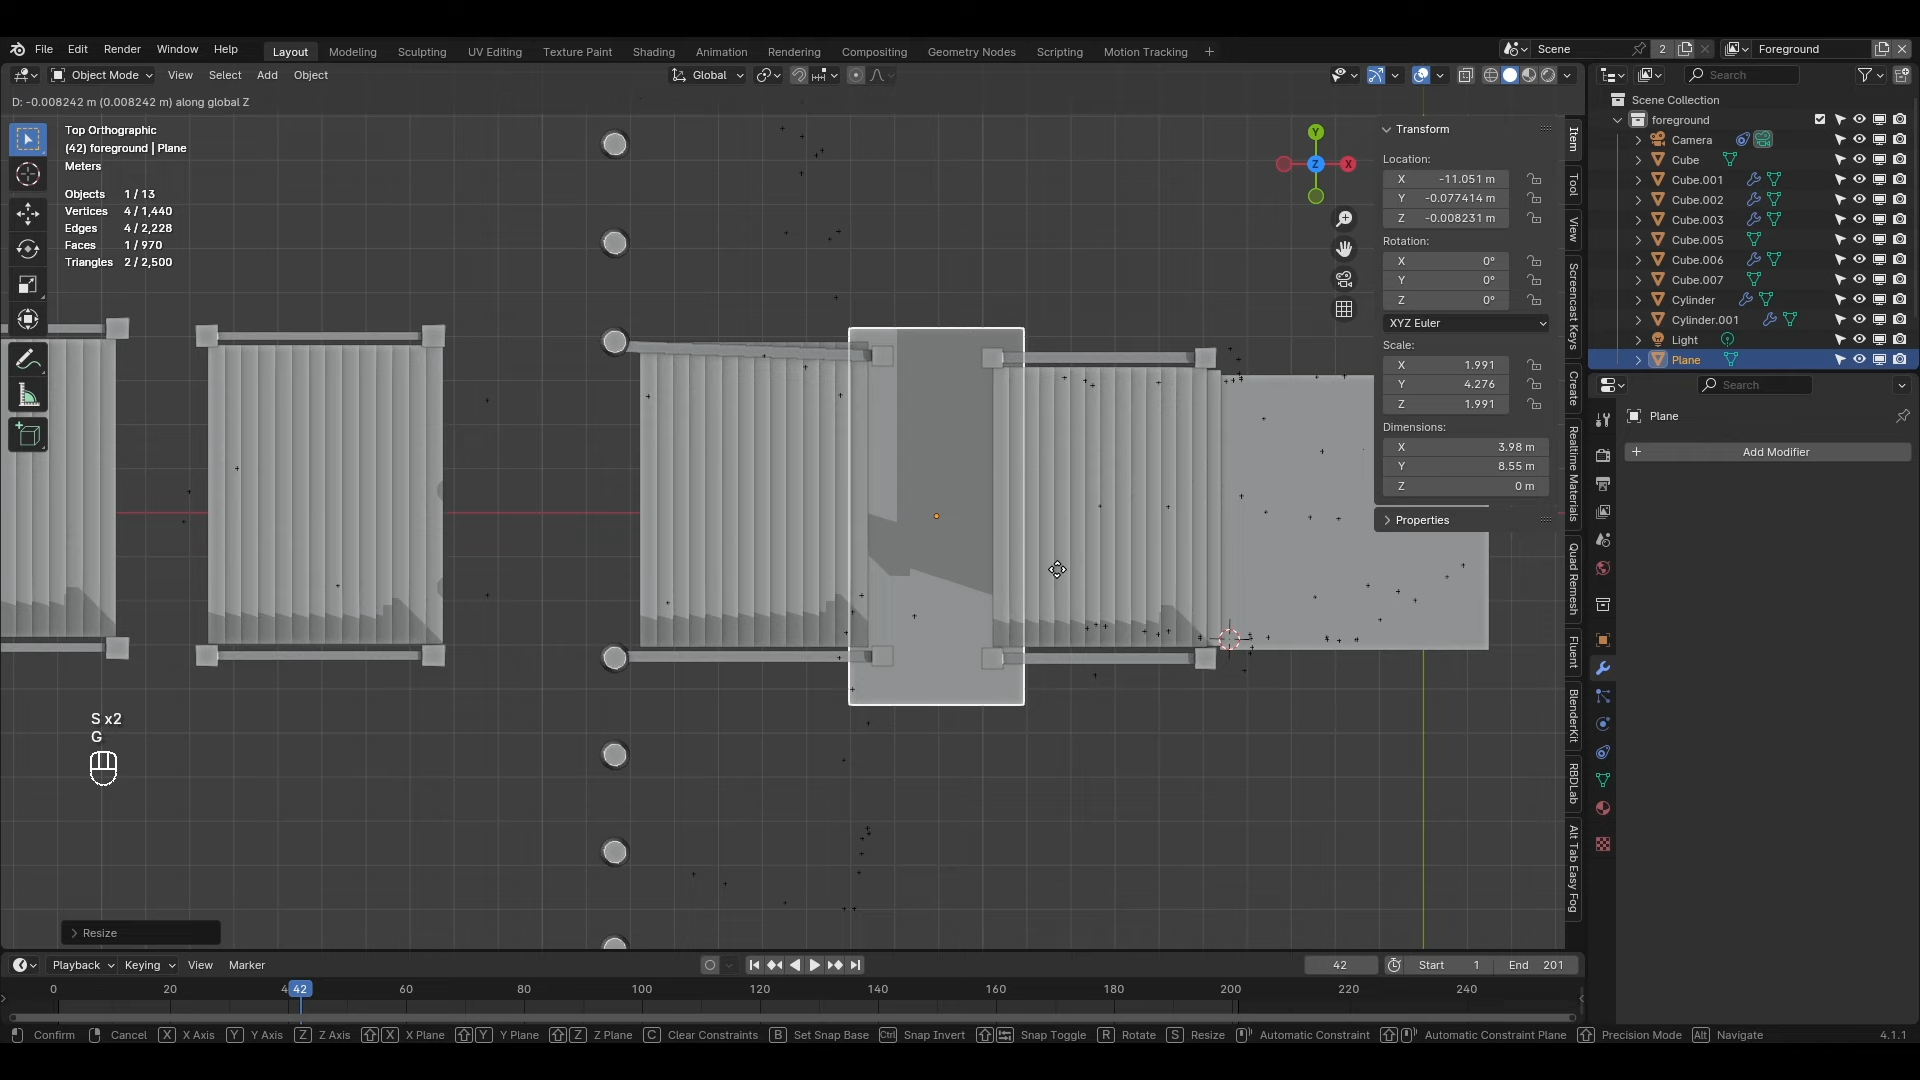 File Edit Render Window Help Layout Modeling Sculpting UV Editing Texture Paint Shading Animation Rendering Compositing Geometry Nodes Scripting Motion Tracking + Scene 2 Foreground
Object Mode View Select Add Object Global
D: -0.008242 m (0.008242 m) along global Z
Top Orthographic
(42) foreground | Plane
Meters
Objects 1 / 13
Vertices 4 / 1,440
Edges 4 / 2,228
Faces 1 / 970
Triangles 2 / 2,500
Y
X
Z
Transform
Location:
X -11.051 m
Y -0.077414 m
Z -0.008231 m
Rotation:
X 0°
Y 0°
Z 0°
XYZ Euler
Scale:
X 1.991
Y 4.276
Z 1.991
Dimensions:
X 3.98 m
Y 8.55 m
Z 0 m
Properties
Item
Tool
View
Screencast Keys
Create
Realtime Materials
Quad Remesh
Fluent
BlenderKit
RBDLab
Alt Tab Easy Fog
Search
Scene Collection
foreground
Camera
Cube
Cube.001
Cube.002
Cube.003
Cube.005
Cube.006
Cube.007
Cylinder
Cylinder.001
Light
Plane
Search
Plane
+ Add Modifier
S x2
G
Resize
Playback Keying View Marker 42 Start 1 End 201
0 20 4 42 60 80 100 120 140 160 180 200 220 240
Confirm Cancel X X Axis Y Y Axis Z Z Axis X X Plane Y Y Plane Z Z Plane C Clear Constraints B Set Snap Base Ctrl Snap Invert Snap Toggle R Rotate S Resize Automatic Constraint Automatic Constraint Plane Precision Mode Alt Navigate 4.1.1